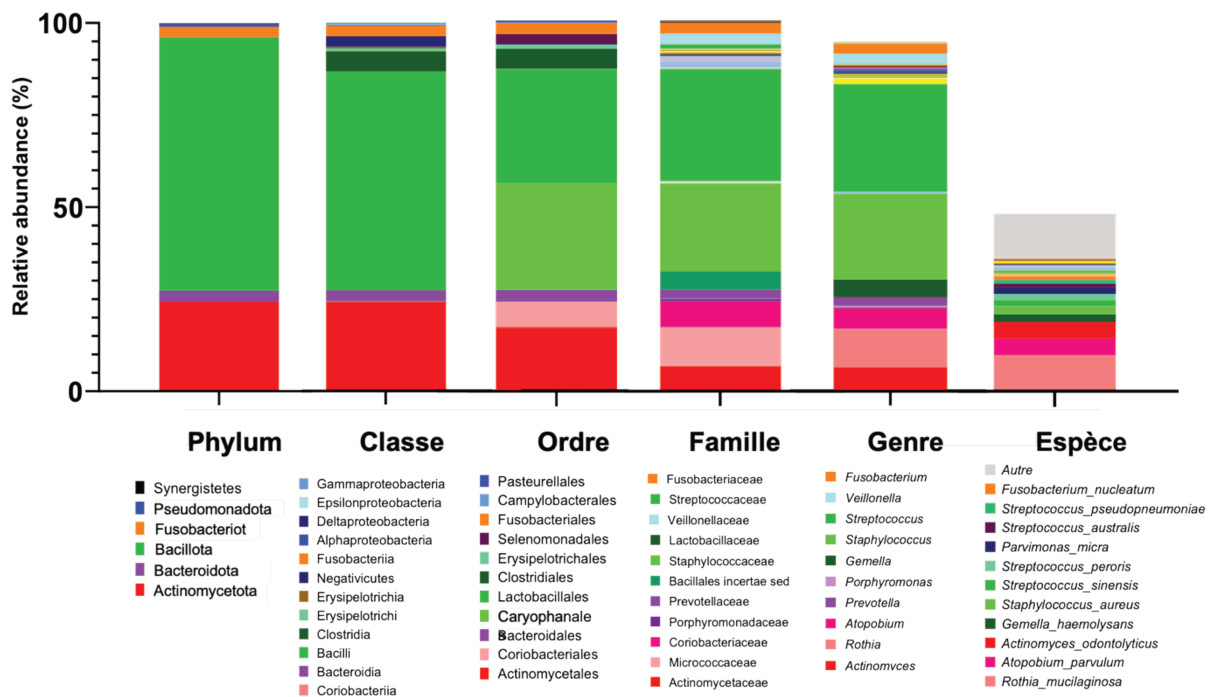 Relative abundance (%)
100
50
0
Phylum
Classe
Ordre
Famille
Genre
Espèce
Synergistetes
Pseudomonadota
Fusobacteriot
Bacillota
Bacteroidota
Actinomycetota
Gammaproteobacteria
Epsilonproteobacteria
Deltaproteobacteria
Alphaproteobacteria
Fusobacteriia
Negativicutes
Erysipelotrichia
Erysipelotrichi
Clostridia
Bacilli
Bacteroidia
Coriobacteriia
Pasteurellales
Campylobacterales
Fusobacteriales
Selenomonadales
Erysipelotrichales
Clostridiales
Lactobacillales
Caryophanale
s
Bacteroidales
Coriobacteriales
Actinomycetales
Fusobacteriaceae
Streptococcaceae
Veillonellaceae
Lactobacillaceae
Staphylococcaceae
Bacillales incertae sed
Prevotellaceae
Porphyromonadaceae
Coriobacteriaceae
Micrococcaceae
Actinomycetaceae
Fusobacterium
Veillonella
Streptococcus
Staphylococcus
Gemella
Porphyromonas
Prevotella
Atopobium
Rothia
Actinomyces
Autre
Fusobacterium_nucleatum
Streptococcus_pseudopneumoniae
Streptococcus_australis
Parvimonas_micra
Streptococcus_peroris
Streptococcus_sinensis
Staphylococcus_aureus
Gemella_haemolysans
Actinomyces_odontolyticus
Atopobium_parvulum
Rothia_mucilaginosa